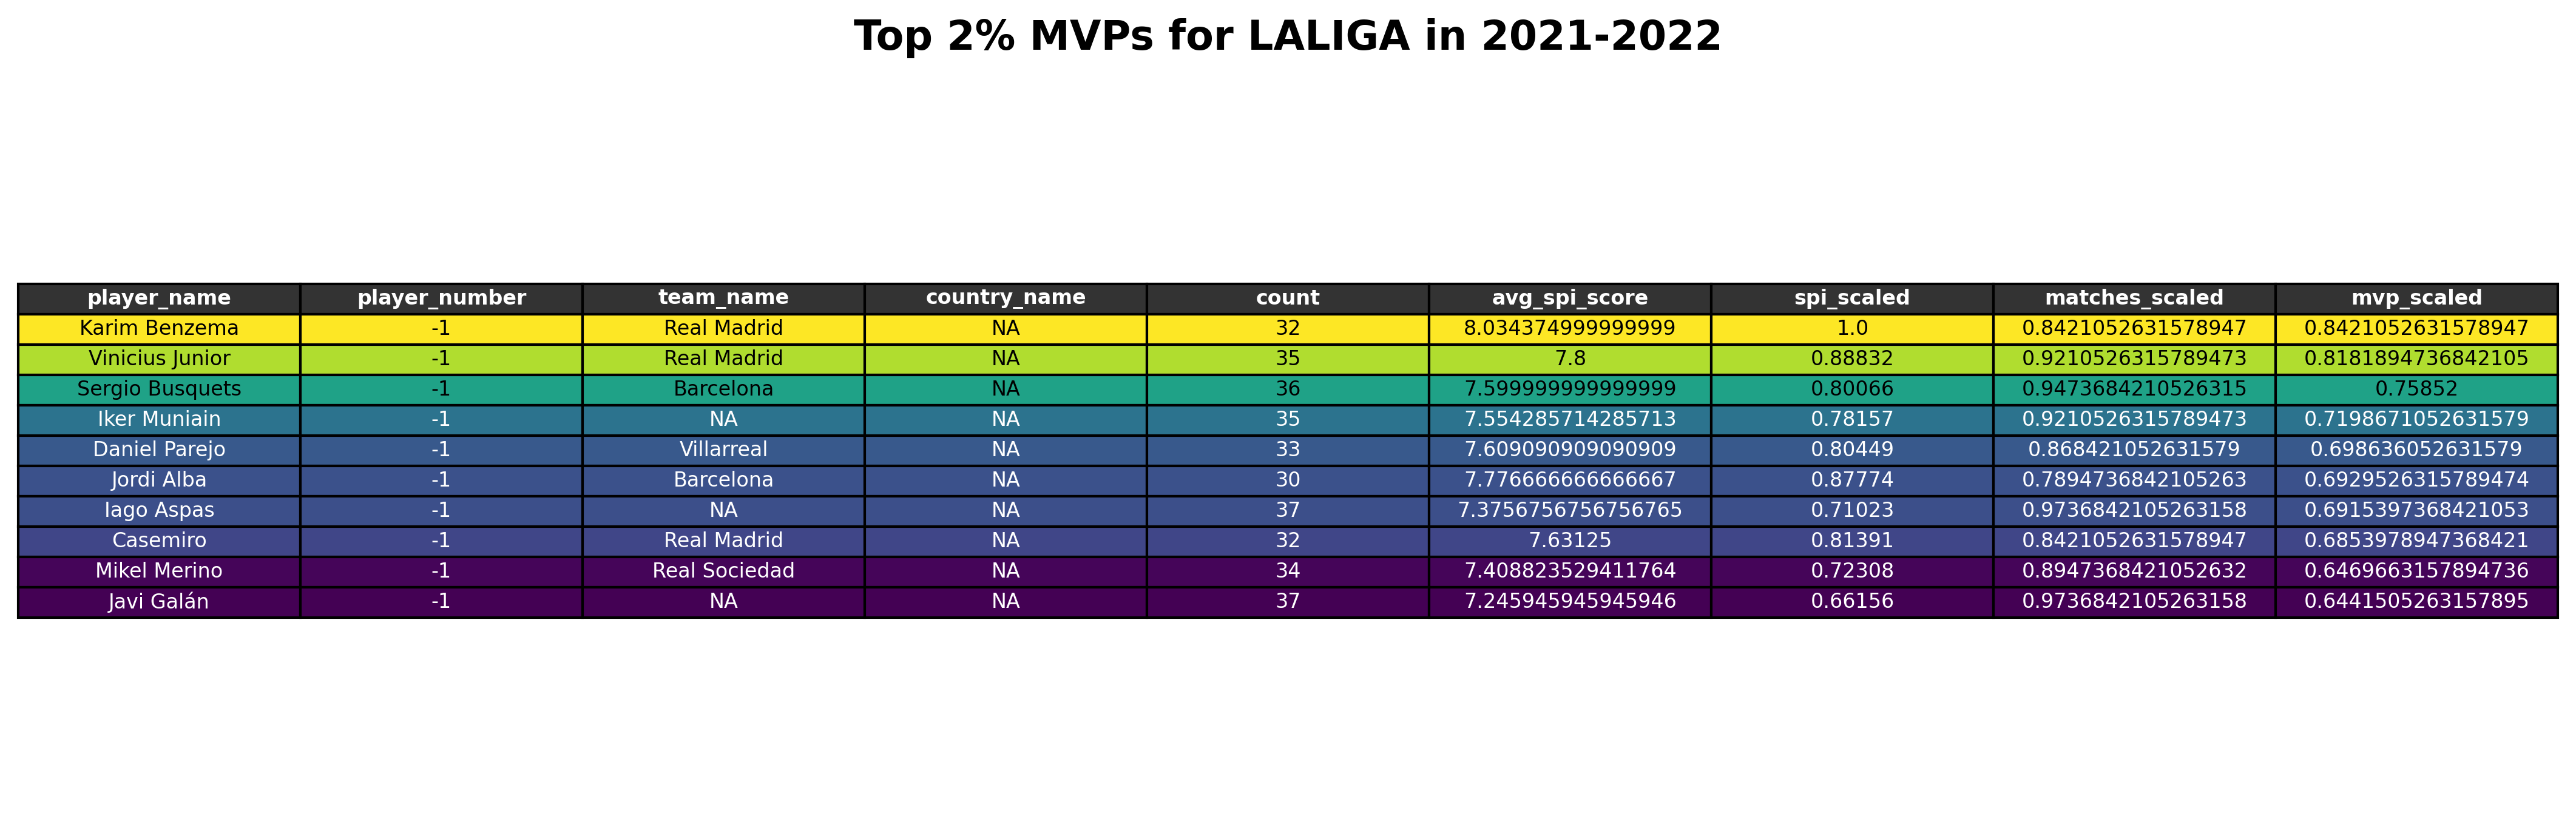 Top 2% MVPs for LALIGA in 2021-2022
player_name player_number team_name country_name count avg_spi_score spi_scaled matches_scaled mvp_scaled
Karim Benzema -1 Real Madrid NA 32 8.034374999999999 1.0 0.8421052631578947 0.8421052631578947
Vinicius Junior -1 Real Madrid NA 35 7.8 0.88832 0.9210526315789473 0.8181894736842105
Sergio Busquets -1 Barcelona NA 36 7.599999999999999 0.80066 0.9473684210526315 0.75852
Iker Muniain -1 NA NA 35 7.554285714285713 0.78157 0.9210526315789473 0.7198671052631579
Daniel Parejo -1 Villarreal NA 33 7.609090909090909 0.80449 0.868421052631579 0.698636052631579
Jordi Alba -1 Barcelona NA 30 7.776666666666667 0.87774 0.7894736842105263 0.6929526315789474
Iago Aspas -1 NA NA 37 7.3756756756756765 0.71023 0.9736842105263158 0.6915397368421053
Casemiro -1 Real Madrid NA 32 7.63125 0.81391 0.8421052631578947 0.6853978947368421
Mikel Merino -1 Real Sociedad NA 34 7.408823529411764 0.72308 0.8947368421052632 0.6469663157894736
Javi Galán -1 NA NA 37 7.245945945945946 0.66156 0.9736842105263158 0.6441505263157895